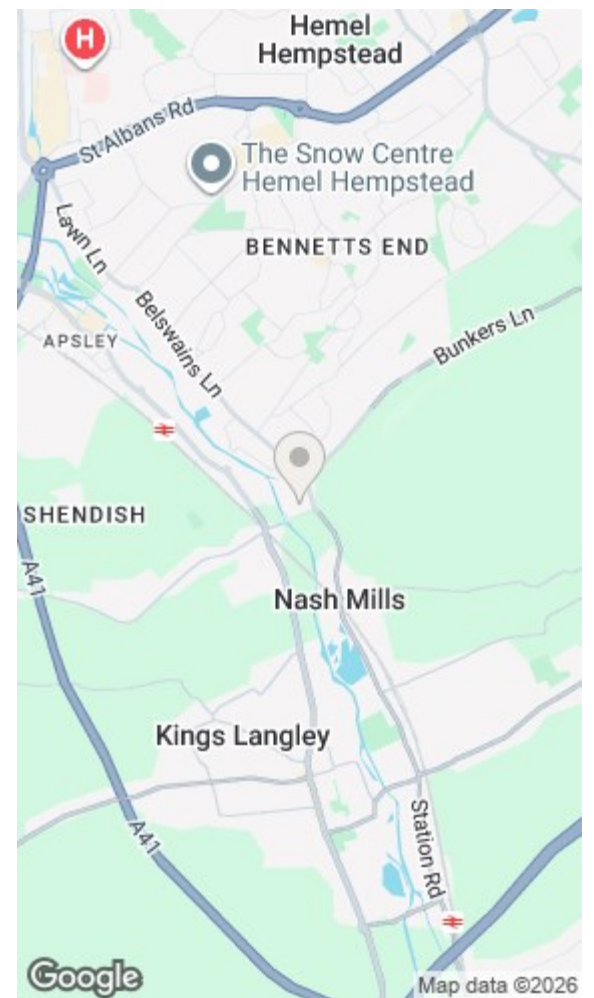 H
Hemel
Hempstead
St Albans Rd
The Snow Centre
Hemel Hempstead
Lawn Ln
BENNETTS END
Belswains Ln
Bunkers Ln
APSLEY
SHENDISH
A41
Nash Mills
Kings Langley
A41
Station Rd
Google
Map data ©2026